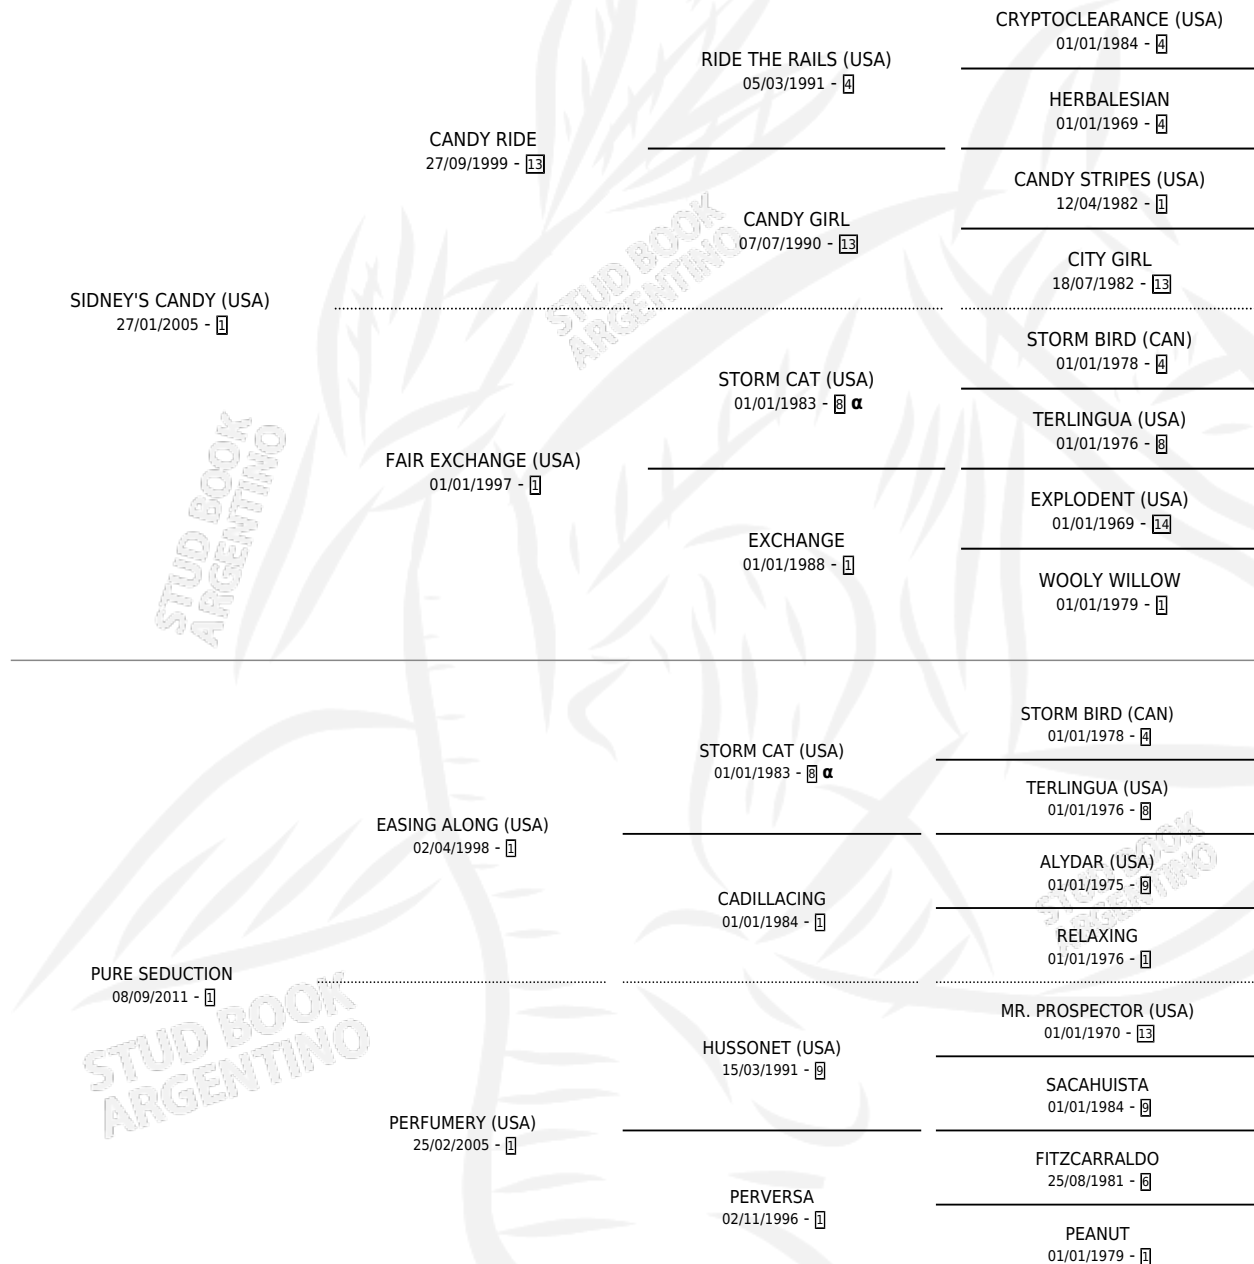 CRYPTOCLEARANCE (USA)
01/01/1984 - 4
RIDE THE RAILS (USA)
05/03/1991 - 4
HERBALESIAN
01/01/1969 - 4
CANDY RIDE
27/09/1999 - 13
CANDY STRIPES (USA)
12/04/1982 - 1
CANDY GIRL
07/07/1990 - 13
CITY GIRL
18/07/1982 - 13
SIDNEY'S CANDY (USA)
27/01/2005 - 1
STORM BIRD (CAN)
01/01/1978 - 4
STORM CAT (USA)
01/01/1983 - 8 α
TERLINGUA (USA)
01/01/1976 - 8
FAIR EXCHANGE (USA)
01/01/1997 - 1
EXPLODENT (USA)
01/01/1969 - 14
EXCHANGE
01/01/1988 - 1
WOOLY WILLOW
01/01/1979 - 1
STORM BIRD (CAN)
01/01/1978 - 4
STORM CAT (USA)
01/01/1983 - 8 α
TERLINGUA (USA)
01/01/1976 - 8
EASING ALONG (USA)
02/04/1998 - 1
ALYDAR (USA)
01/01/1975 - 9
CADILLACING
01/01/1984 - 1
RELAXING
01/01/1976 - 1
PURE SEDUCTION
08/09/2011 - 1
MR. PROSPECTOR (USA)
01/01/1970 - 13
HUSSONET (USA)
15/03/1991 - 9
SACAHUISTA
01/01/1984 - 9
PERFUMERY (USA)
25/02/2005 - 1
FITZCARRALDO
25/08/1981 - 6
PERVERSA
02/11/1996 - 1
PEANUT
01/01/1979 - 1
STUD BOOK
ARGENTINO
STUD BOOK
ARGENTINO
STUD BOOK
ARGENTINO
STUD BOOK
ARGENTINO